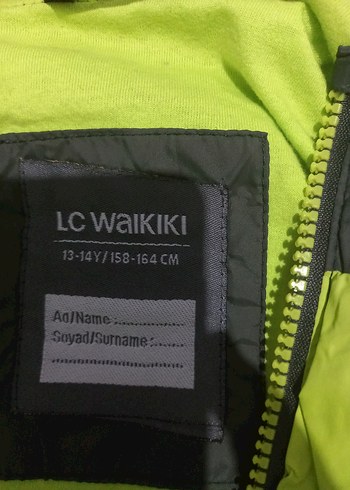 LC WaIKIKI
13-14Y/158-164 CM
Ad/Name :..............
Soyad/Surname :..........